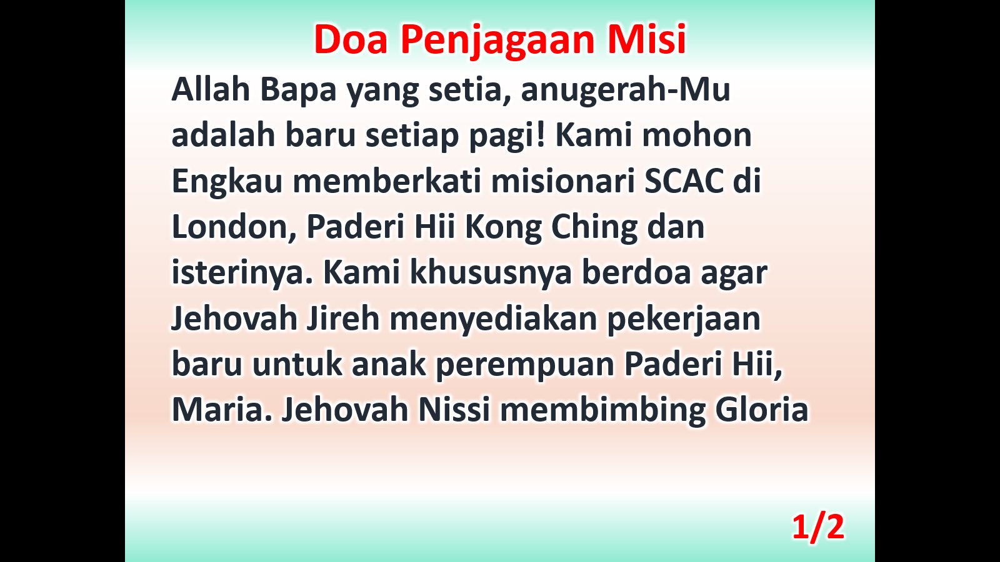 Doa Penjagaan Misi
Allah Bapa yang setia, anugerah-Mu
adalah baru setiap pagi! Kami mohon
Engkau memberkati misionari SCAC di
London, Paderi Hii Kong Ching dan
isterinya. Kami khususnya berdoa agar
Jehovah Jireh menyediakan pekerjaan
baru untuk anak perempuan Paderi Hii,
Maria. Jehovah Nissi membimbing Gloria
1/2